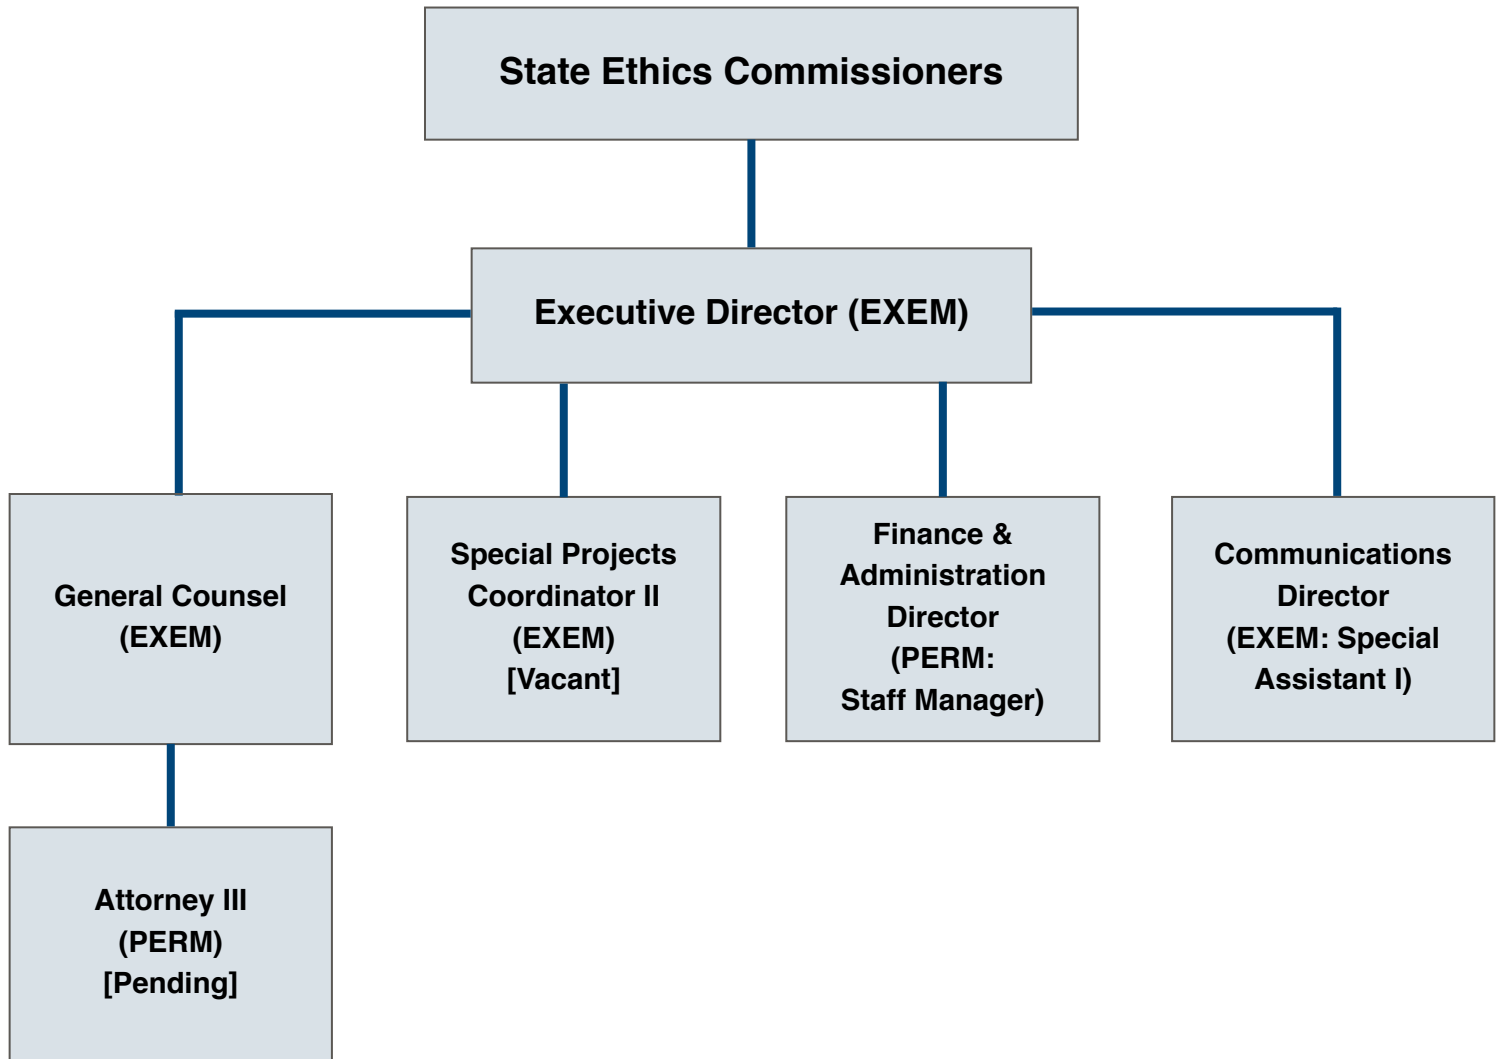 State Ethics Commissioners
Executive Director (EXEM)
General Counsel
(EXEM)
Special Projects
Coordinator II
(EXEM)
[Vacant]
Finance &
Administration
Director
(PERM:
Staff Manager)
Communications
Director
(EXEM: Special
Assistant I)
Attorney III
(PERM)
[Pending]